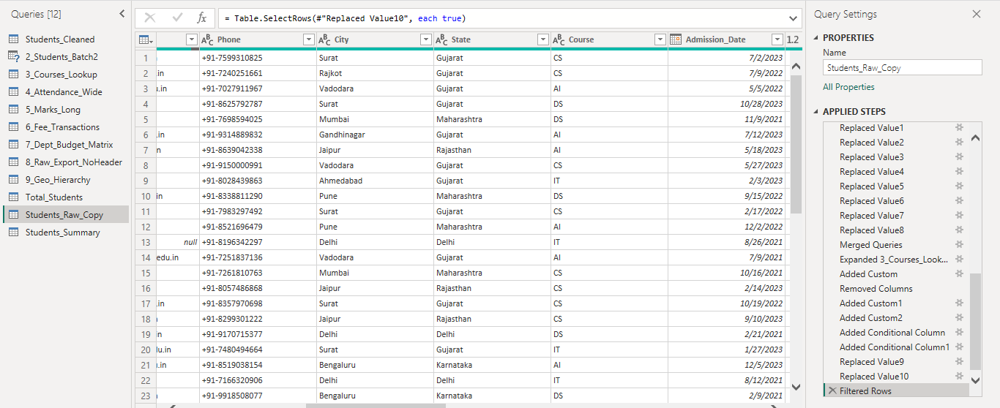 Queries [12]
Students_Cleaned
2_Students_Batch2
3_Courses_Lookup
4_Attendance_Wide
5_Marks_Long
6_Fee_Transactions
7_Dept_Budget_Matrix
8_Raw_Export_NoHeader
9_Geo_Hierarchy
Total_Students
Students_Raw_Copy
Students_Summary
fx = Table.SelectRows(#"Replaced Value10", each true)
ABC Phone ABC City ABC State ABC Course Admission_Date 1.2
1 +91-7599310825 Surat Gujarat CS 7/2/2023
2 .in +91-7240251661 Rajkot Gujarat CS 7/9/2022
3 .in +91-7027911967 Vadodara Gujarat AI 5/5/2022
4 +91-8625792787 Surat Gujarat DS 10/28/2023
5 +91-7698594025 Mumbai Maharashtra DS 11/9/2021
6 .in +91-9314889832 Gandhinagar Gujarat AI 7/12/2023
7 n +91-8639042338 Jaipur Rajasthan AI 5/18/2023
8 +91-9150000991 Vadodara Gujarat CS 5/27/2023
9 +91-8028439863 Ahmedabad Gujarat IT 2/3/2023
10 in +91-8338811290 Pune Maharashtra DS 9/15/2022
11 +91-7983297492 Surat Gujarat CS 2/17/2022
12 +91-8521696479 Pune Maharashtra AI 12/2/2022
13 null +91-8196342297 Delhi Delhi IT 8/26/2021
14 edu.in +91-7251837136 Vadodara Gujarat AI 7/9/2021
15 +91-7261810763 Mumbai Maharashtra CS 10/16/2021
16 +91-8057486868 Jaipur Rajasthan CS 2/14/2023
17 .in +91-8357970698 Surat Gujarat CS 10/19/2022
18 +91-8299301222 Jaipur Rajasthan CS 9/10/2023
19 in +91-9170715377 Delhi Delhi DS 2/21/2021
20 lu.in +91-7480494664 Surat Gujarat IT 1/27/2023
21 .in +91-8519038154 Bengaluru Karnataka AI 12/5/2023
22 +91-7166320906 Delhi Delhi IT 8/12/2021
23 +91-9918508077 Bengaluru Karnataka DS 2/9/2021
Query Settings
PROPERTIES
Name
Students_Raw_Copy
All Properties
APPLIED STEPS
Replaced Value1
Replaced Value2
Replaced Value3
Replaced Value4
Replaced Value5
Replaced Value6
Replaced Value7
Replaced Value8
Merged Queries
Expanded 3_Courses_Look...
Added Custom
Removed Columns
Added Custom1
Added Custom2
Added Conditional Column
Added Conditional Column1
Replaced Value9
Replaced Value10
Filtered Rows